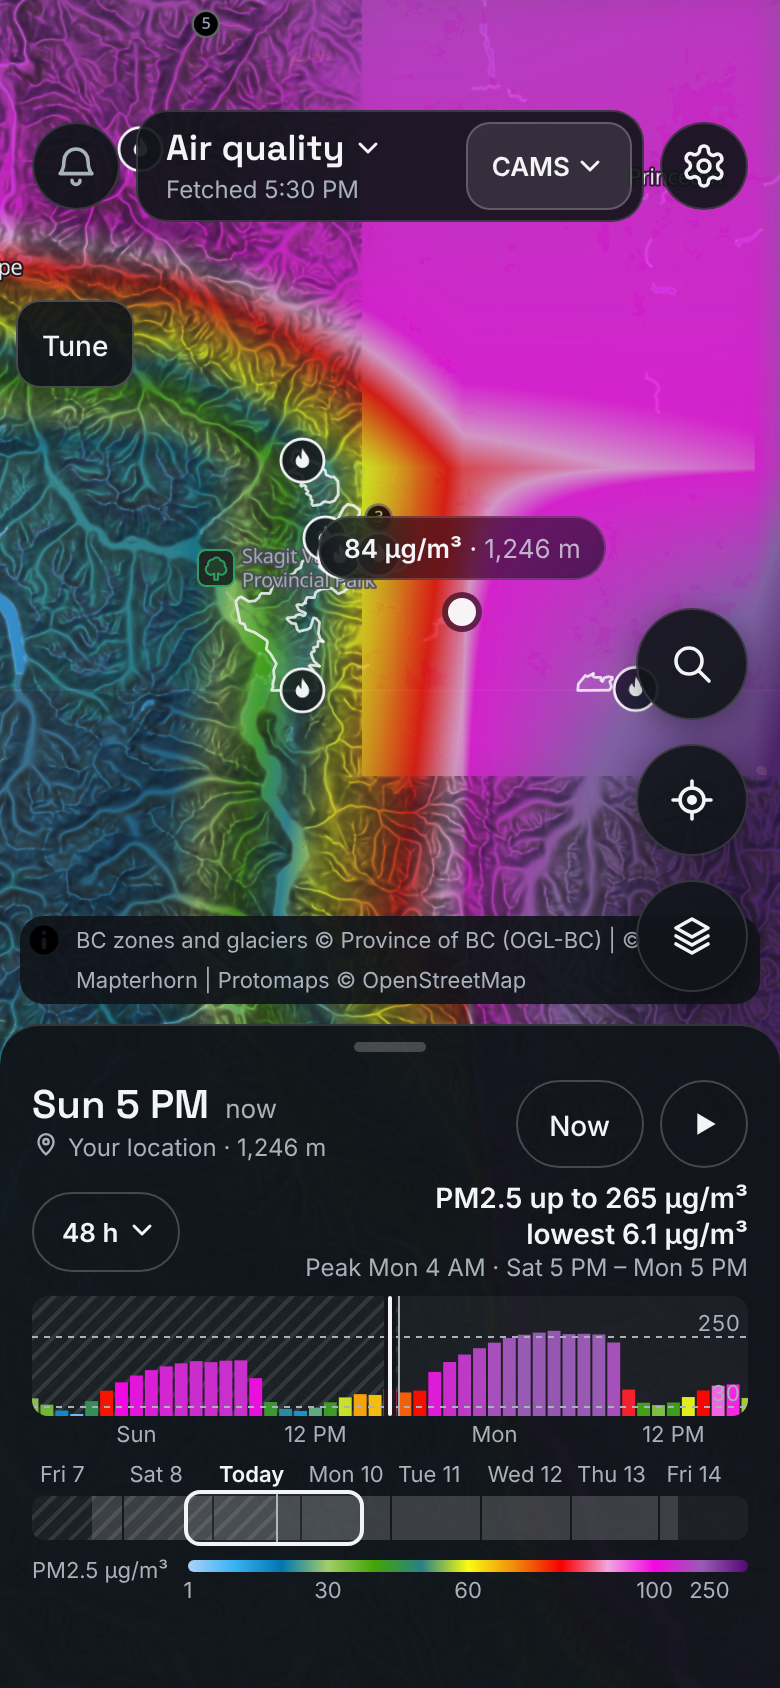 5
Air quality
Fetched 5:30 PM
CAMS
pe
Tune
84 µg/m³ · 1,246 m
Skagit
Provincial Park
BC zones and glaciers © Province of BC (OGL-BC) | ©
Mapterhorn | Protomaps © OpenStreetMap
Sun 5 PM now
Now
Your location · 1,246 m
48 h
PM2.5 up to 265 µg/m³
lowest 6.1 µg/m³
Peak Mon 4 AM · Sat 5 PM – Mon 5 PM
250
30
Sun 12 PM Mon 12 PM
Fri 7 Sat 8 Today Mon 10 Tue 11 Wed 12 Thu 13 Fri 14
PM2.5 µg/m³
1 30 60 100 250